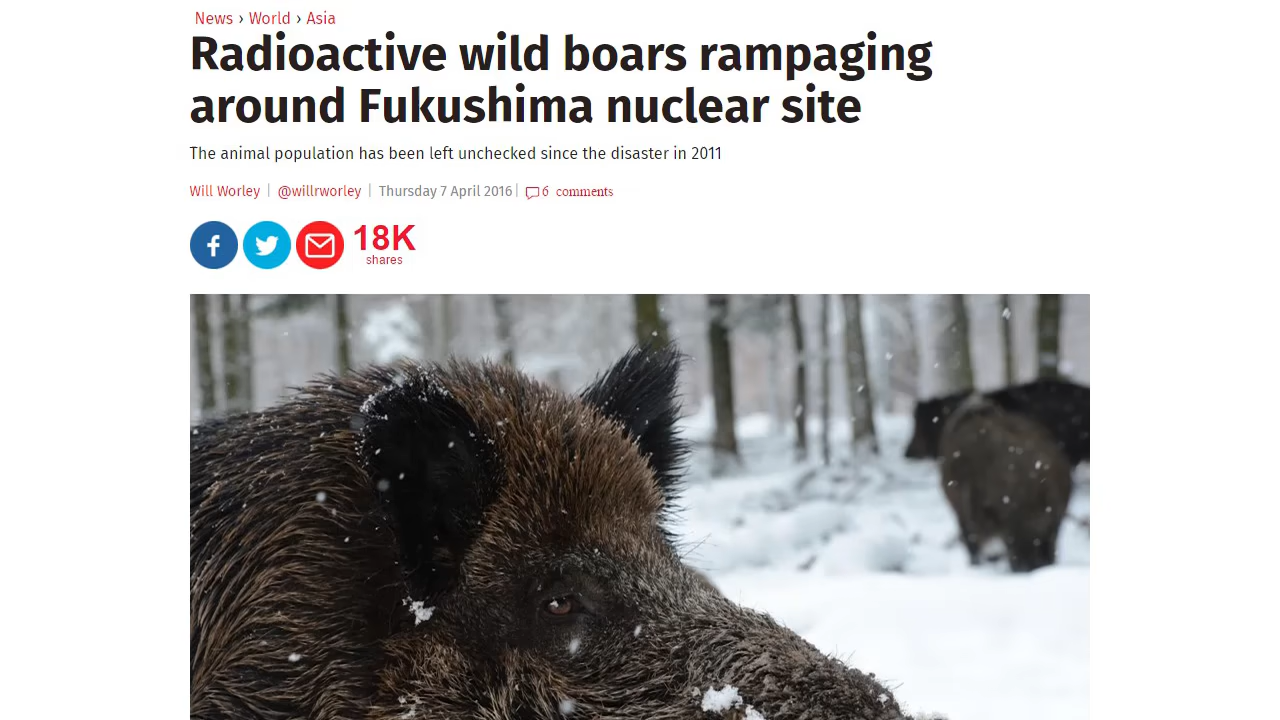 News › World › Asia
Radioactive wild boars rampaging
around Fukushima nuclear site
The animal population has been left unchecked since the disaster in 2011
Will Worley | @willrworley | Thursday 7 April 2016 | 6 comments
18K
shares